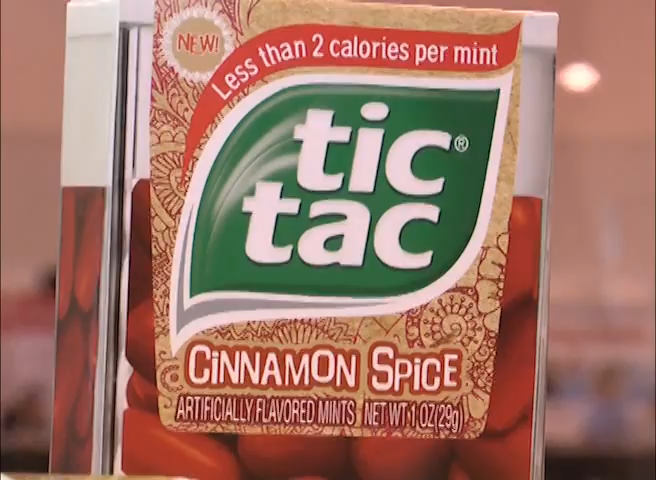 NEW!
Less than 2 calories per mint
tic
tac®
CiNNAMON SPiCE
ARTIFICIALLY FLAVORED MINTS NET WT 1 OZ (29g)